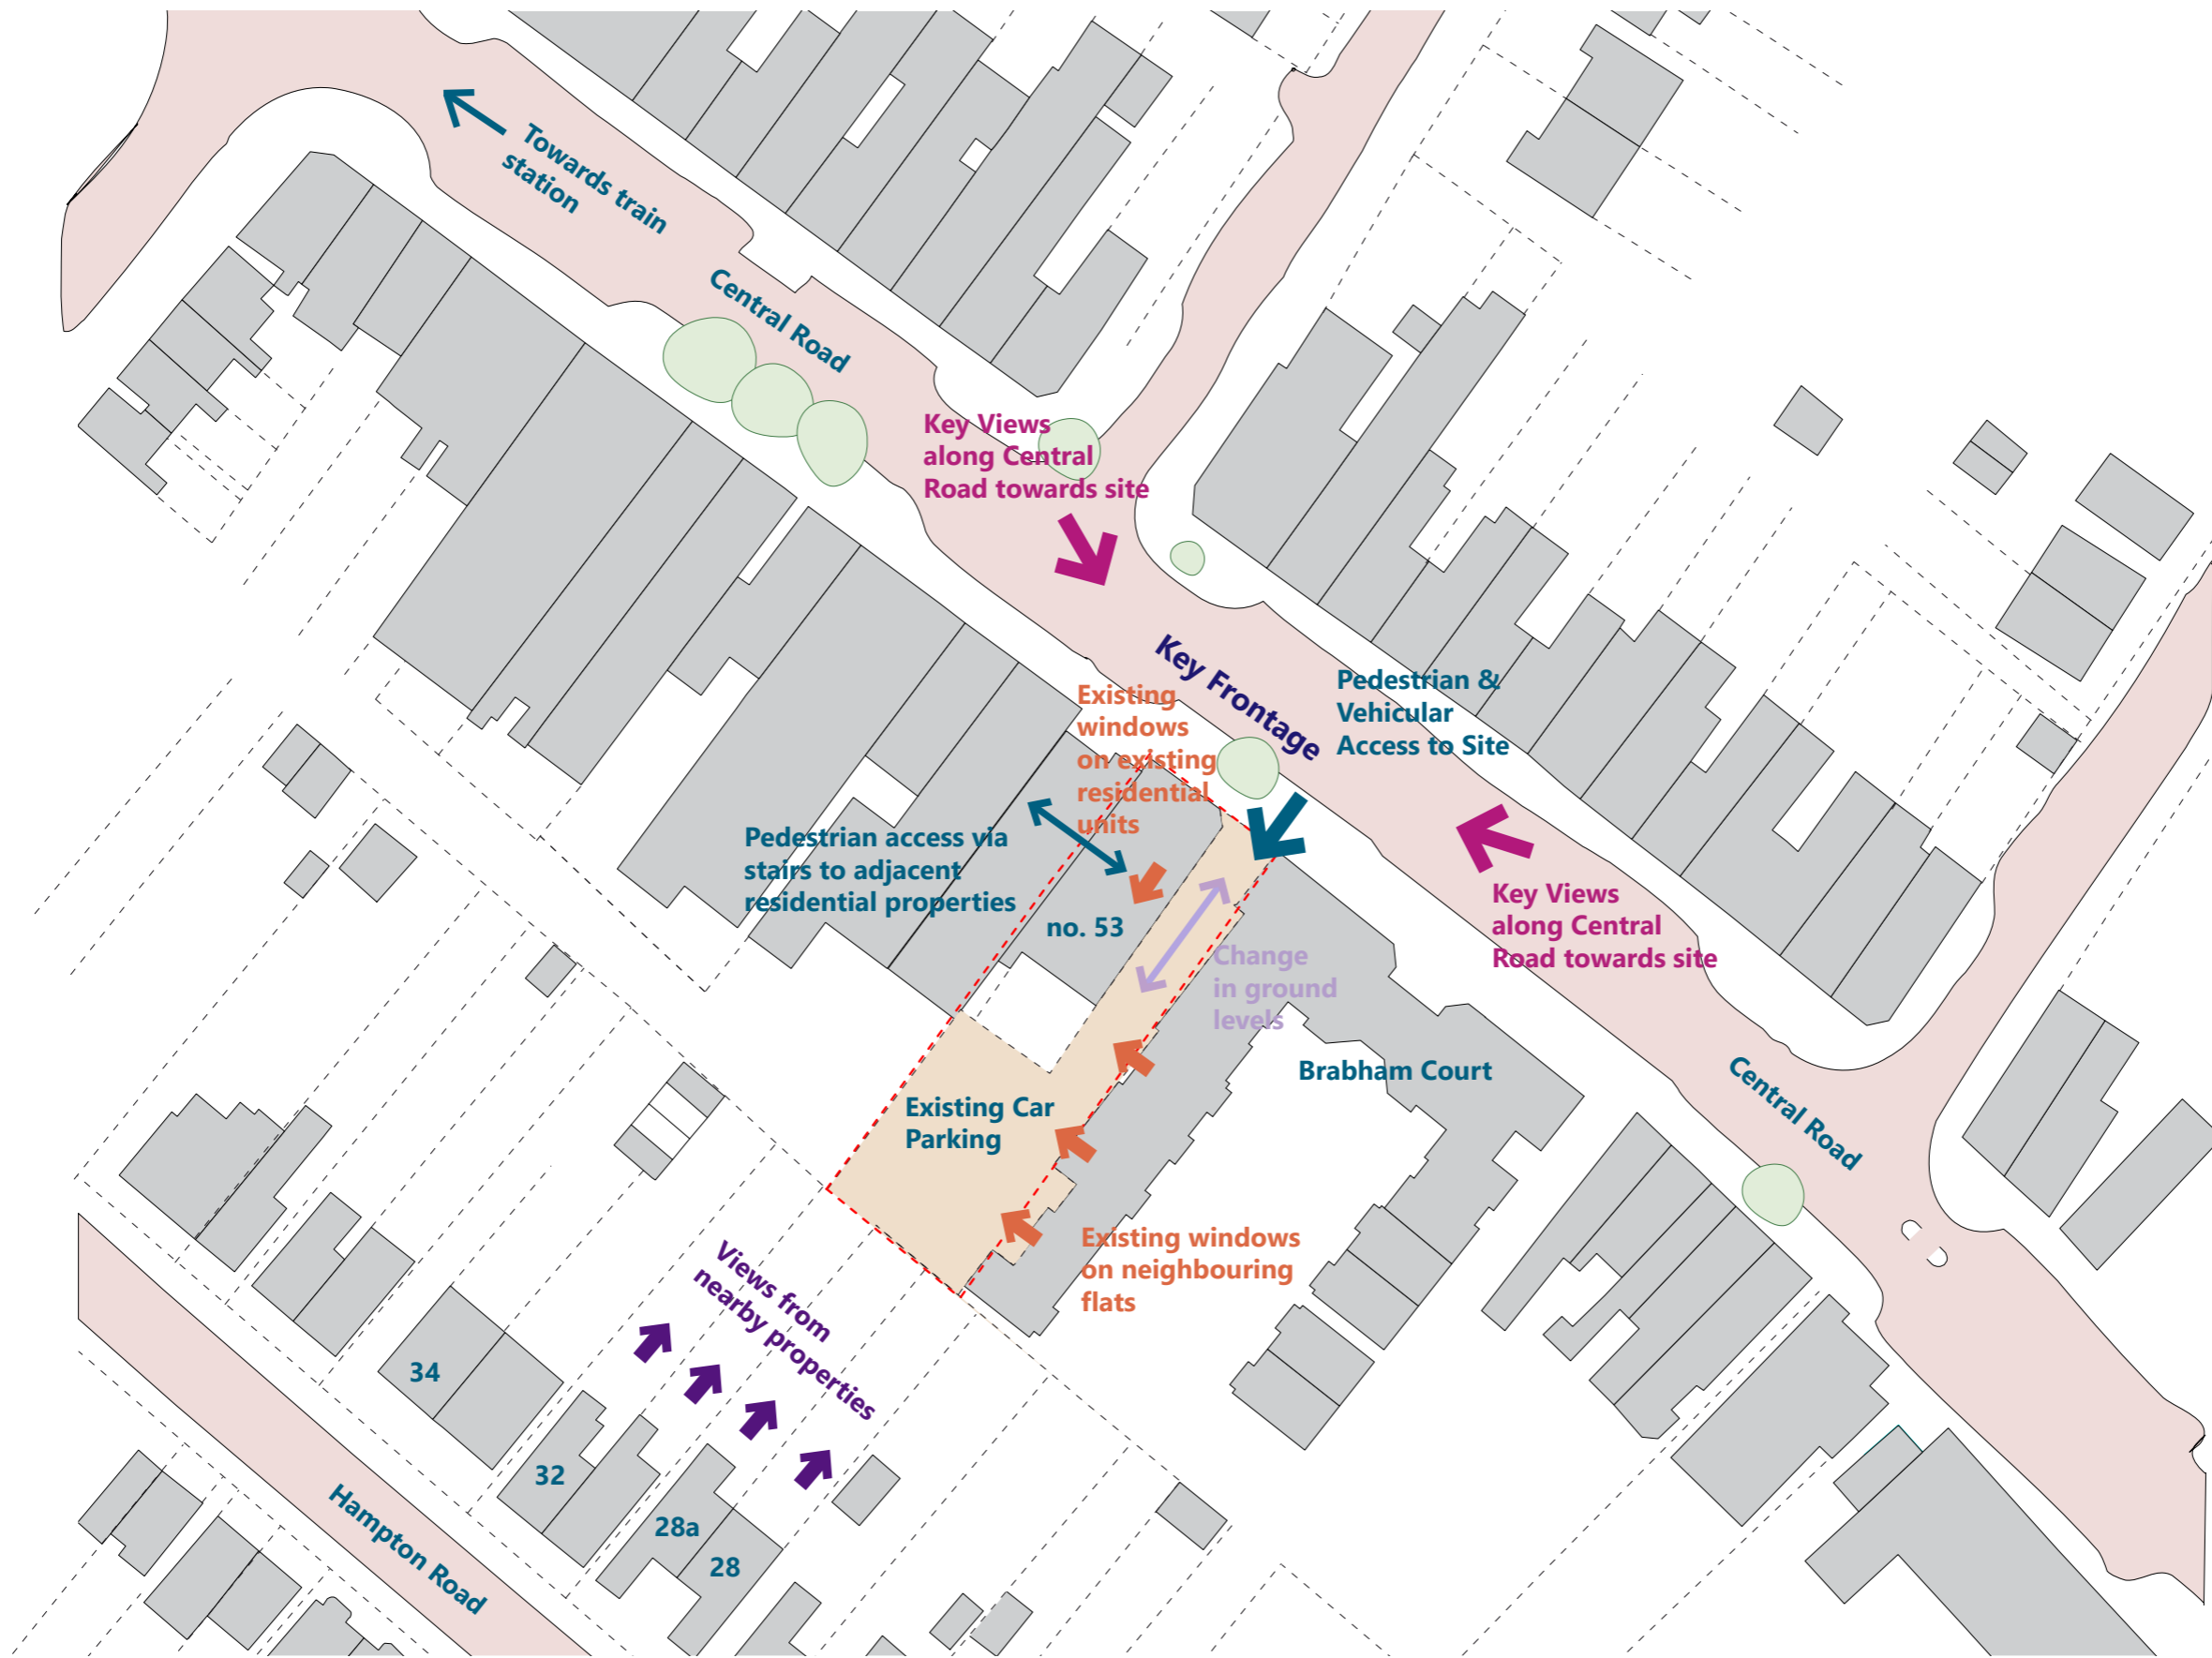 Towards train
station
Central Road
Key Views
along Central
Road towards site
Key Frontage
Pedestrian &
Vehicular
Access to Site
Existing
windows
on existing
residential
units
Pedestrian access via
stairs to adjacent
residential properties
no. 53
Key Views
along Central
Road towards site
Change
in ground
levels
Brabham Court
Central Road
Existing Car
Parking
Existing windows
on neighbouring
flats
Views from
nearby properties
34
32
28a
28
Hampton Road